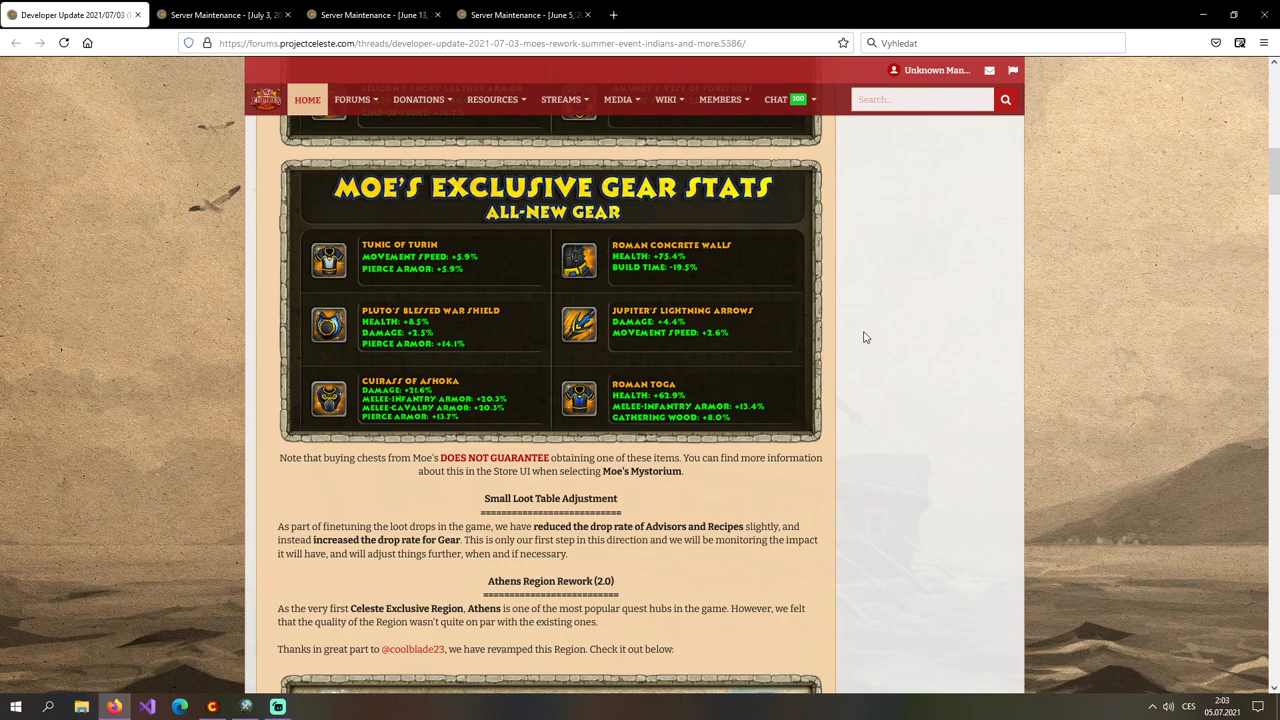 Developer Update 2021/07/03 (
Server Maintenance - [July 3, 20
Server Maintenance - [June 13,
Server Maintenance - [June 5, 2
https://forums.projectceleste.com/threads/developer-update-2021-07-03-moes-rework-summer-event-indians-and-more.5386/
Vyhledat
Unknown Man...
HOME
FORUMS
DONATIONS
RESOURCES
STREAMS
MEDIA
WIKI
MEMBERS
CHAT 100
Search...
MOE'S EXCLUSIVE GEAR STATS
ALL-NEW GEAR
TUNIC OF TURIN
MOVEMENT SPEED: +5.9%
PIERCE ARMOR: +5.9%
ROMAN CONCRETE WALLS
HEALTH: +75.4%
BUILD TIME: -19.5%
PLUTO'S BLESSED WAR SHIELD
HEALTH: +8.5%
DAMAGE: +2.5%
PIERCE ARMOR: +14.1%
JUPITER'S LIGHTNING ARROWS
DAMAGE: +4.4%
MOVEMENT SPEED: +2.6%
CUIRASS OF ASHOKA
DAMAGE: +21.6%
MELEE-INFANTRY ARMOR: +20.3%
MELEE-CAVALRY ARMOR: +20.3%
PIERCE ARMOR: +13.7%
ROMAN TOGA
HEALTH: +62.9%
MELEE-INFANTRY ARMOR: +13.4%
GATHERING WOOD: +8.0%
Note that buying chests from Moe's DOES NOT GUARANTEE obtaining one of these items. You can find more information
about this in the Store UI when selecting Moe's Mystorium.
Small Loot Table Adjustment
==========================
As part of finetuning the loot drops in the game, we have reduced the drop rate of Advisors and Recipes slightly, and
instead increased the drop rate for Gear. This is only our first step in this direction and we will be monitoring the impact
it will have, and will adjust things further, when and if necessary.
Athens Region Rework (2.0)
=========================
As the very first Celeste Exclusive Region, Athens is one of the most popular quest hubs in the game. However, we felt
that the quality of the Region wasn't quite on par with the existing ones.
Thanks in great part to @coolblade23, we have revamped this Region. Check it out below:
CES
2:03
05.07.2021